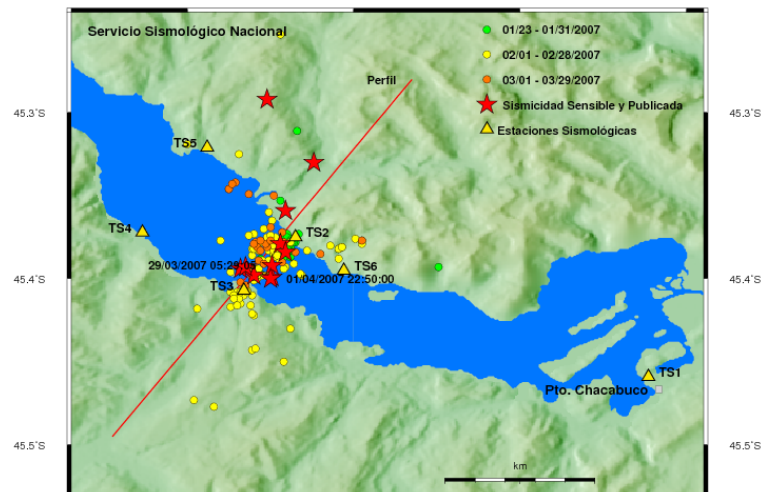 Servicio Sismológico Nacional
01/23 - 01/31/2007
02/01 - 02/28/2007
03/01 - 03/29/2007
Perfil
Sismicidad Sensible y Publicada
Estaciones Sismológicas
45.3°
45.3°
TS5
TS4
TS2
29/03/2007 05:29:05
TS6
45.4°
45.4°
01/04/2007 22:50:00
TS3
TS1
Pto. Chacabuco
45.5°
45.5°
km